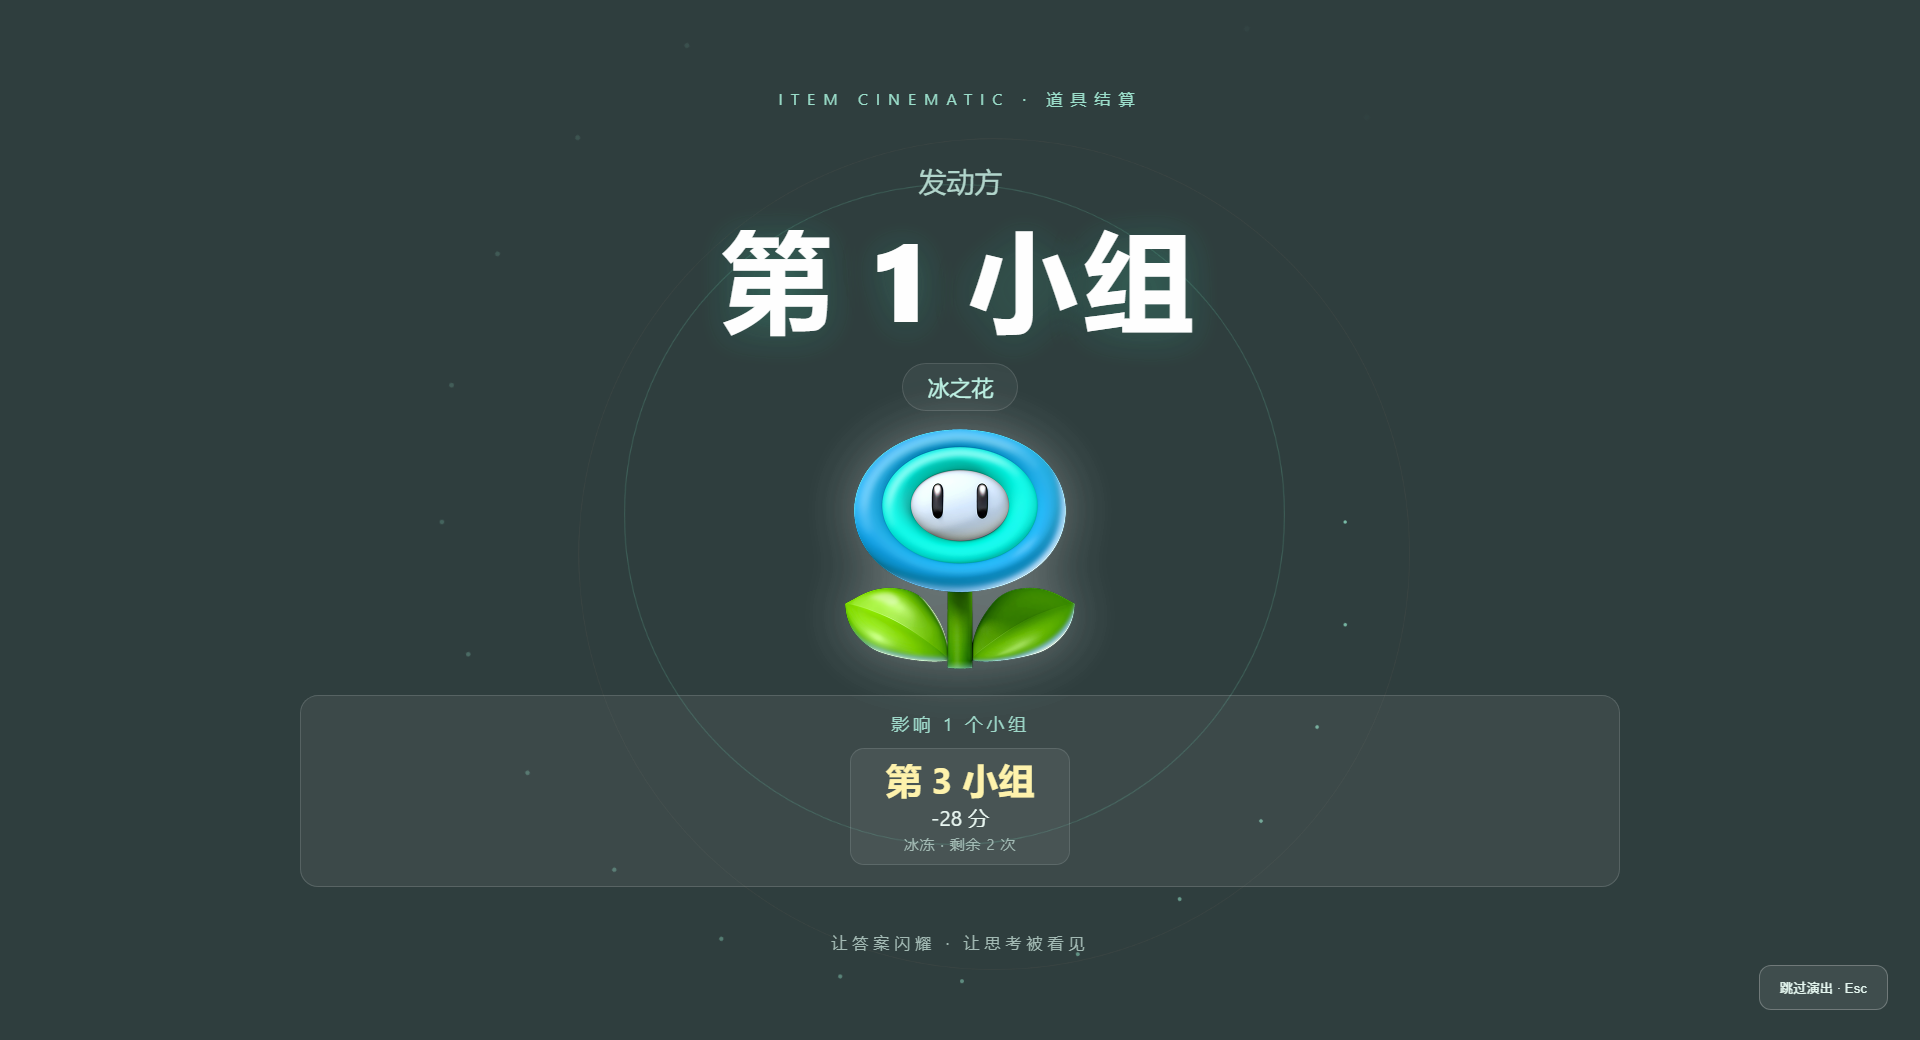 ITEM CINEMATIC · 道具结算
发动方
第 1 小组
冰之花
影响 1 个小组
第 3 小组
-28 分
冰冻 · 剩余 2 次
让答案闪耀 · 让思考被看见
跳过演出 · Esc